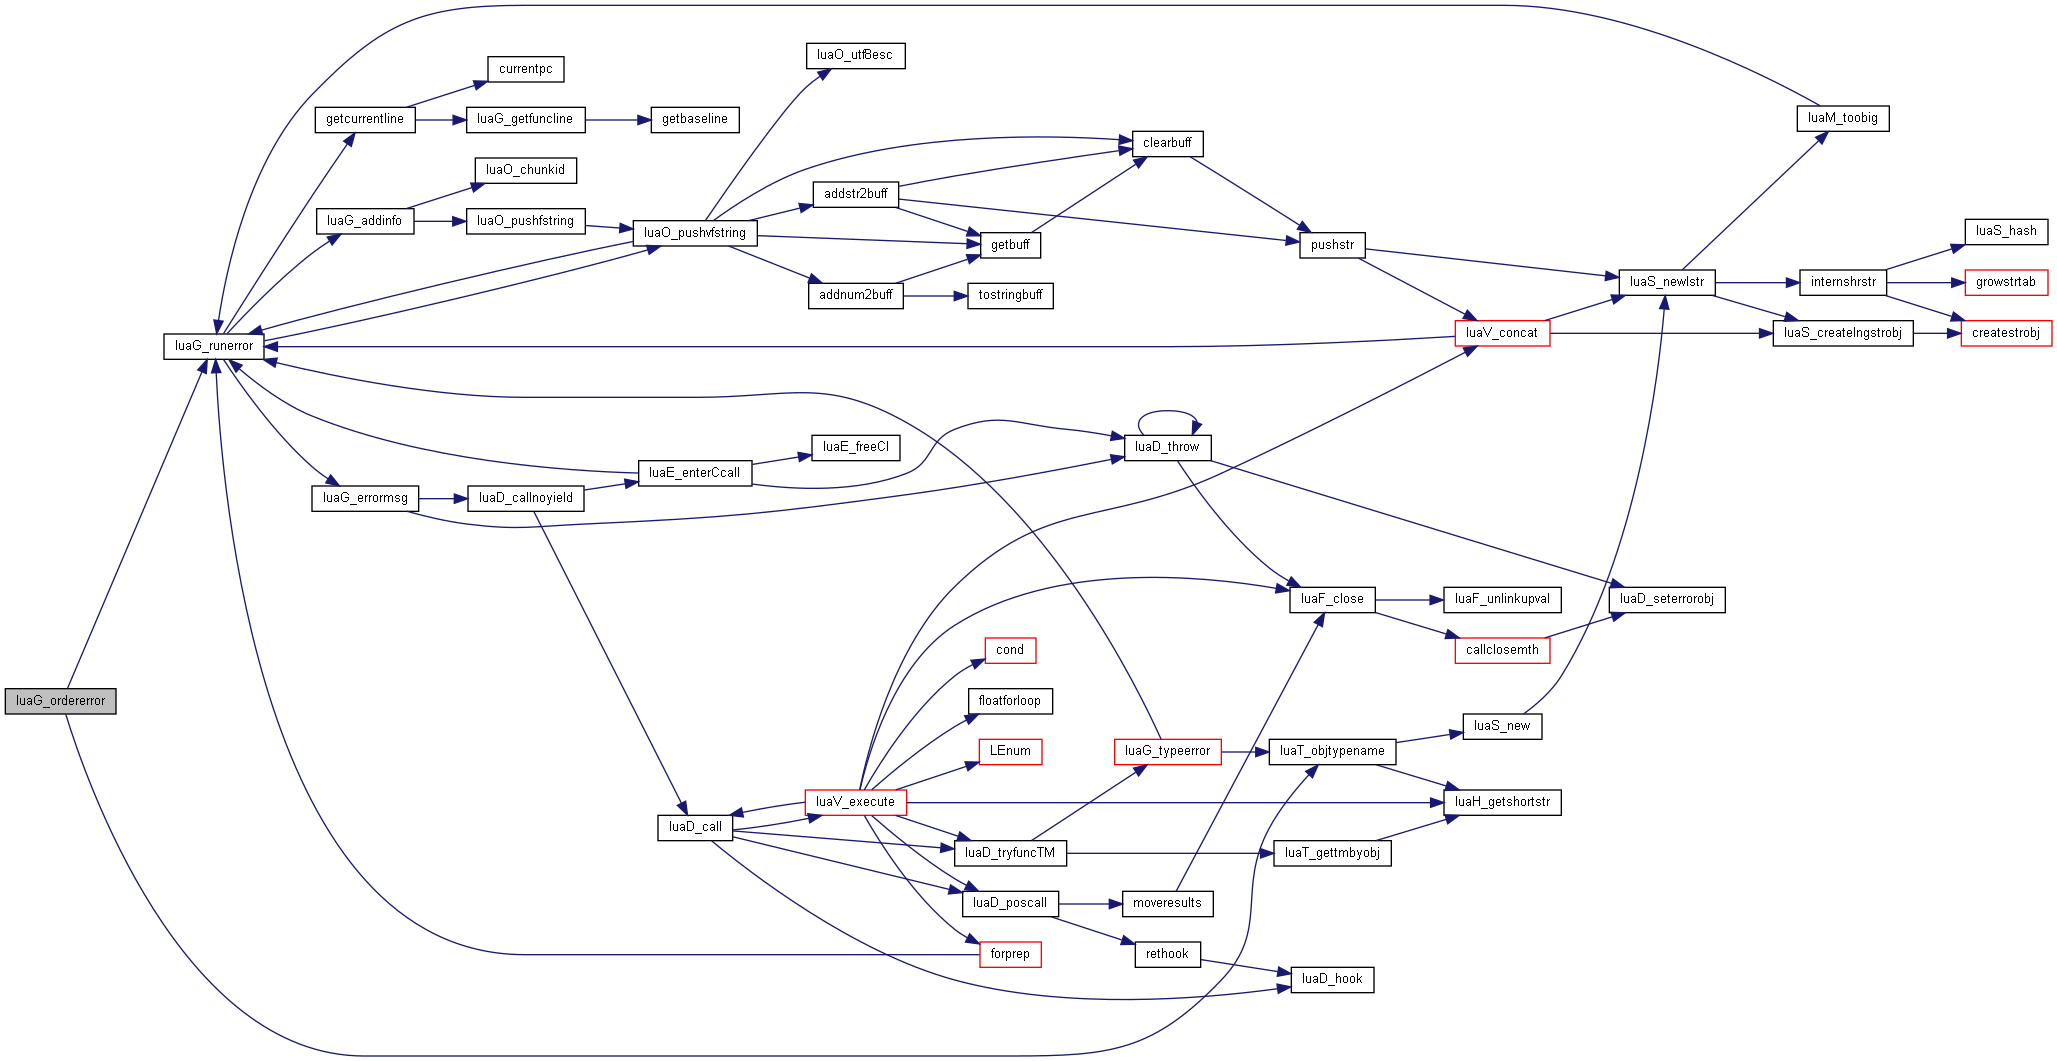 luaO_utf8esc
currentpc
getcurrentline
luaG_getfuncline
getbaseline
luaM_toobig
clearbuff
luaO_chunkid
addstr2buff
luaG_addinfo
luaO_pushfstring
luaO_pushvfstring
getbuff
pushstr
luaS_hash
addnum2buff
tostringbuff
luaS_newlstr
internshrstr
growstrtab
luaG_runerror
luaV_concat
luaS_createlngstrobj
createstrobj
luaE_freeCI
luaD_throw
luaE_enterCcall
luaG_errormsg
luaD_callnoyield
luaF_close
luaF_unlinkupval
luaD_seterrorobj
cond
callclosemth
luaG_ordererror
floatforloop
luaS_new
LEnum
luaG_typeerror
luaT_objtypename
luaV_execute
luaH_getshortstr
luaD_call
luaD_tryfuncTM
luaT_gettmbyobj
luaD_poscall
moveresults
forprep
rethook
luaD_hook